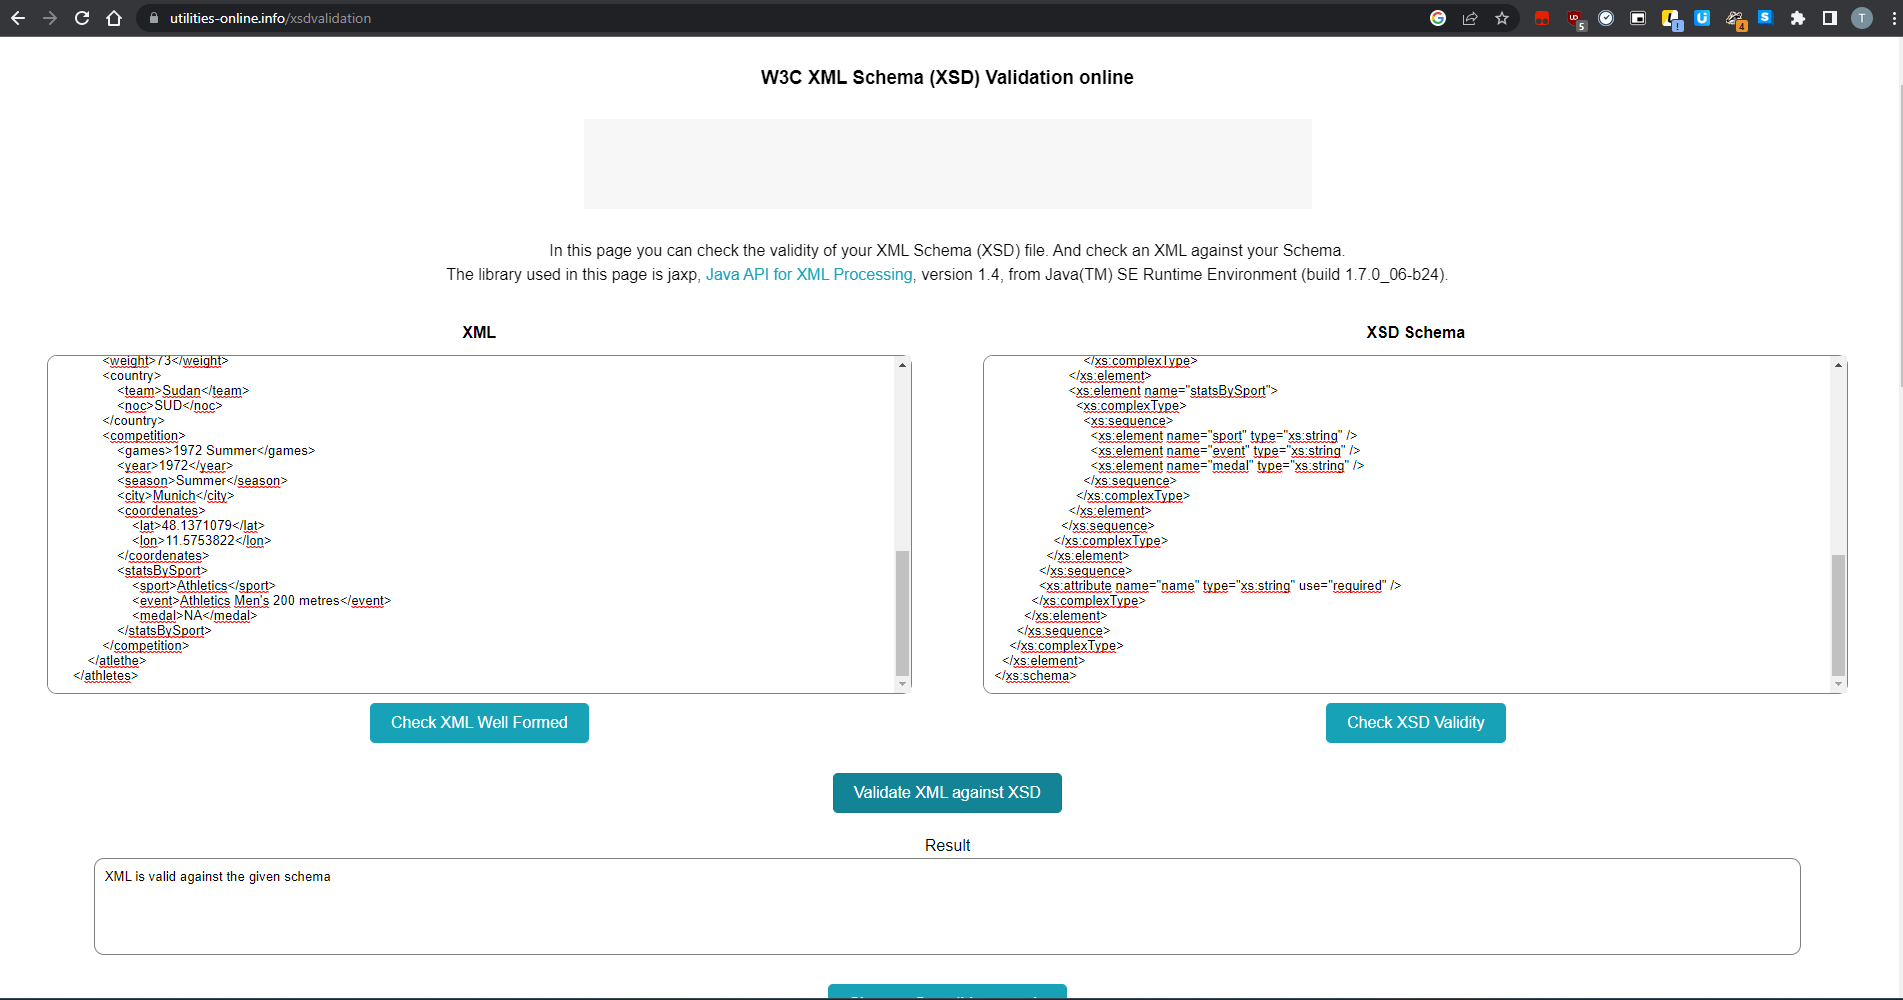 utilities-online.info/xsdvalidation
W3C XML Schema (XSD) Validation online
In this page you can check the validity of your XML Schema (XSD) file. And check an XML against your Schema.
The library used in this page is jaxp, Java API for XML Processing, version 1.4, from Java(TM) SE Runtime Environment (build 1.7.0_06-b24).
XML
<weight>73</weight>
<country>
<team>Sudan</team>
<noc>SUD</noc>
</country>
<competition>
<games>1972 Summer</games>
<year>1972</year>
<season>Summer</season>
<city>Munich</city>
<coordenates>
<lat>48.1371079</lat>
<lon>11.5753822</lon>
</coordenates>
<statsBySport>
<sport>Athletics</sport>
<event>Athletics Men's 200 metres</event>
<medal>NA</medal>
</statsBySport>
</competition>
</atlethe>
</athletes>
Check XML Well Formed
XSD Schema
</xs:complexType>
</xs:element>
<xs:element name="statsBySport">
<xs:complexType>
<xs:sequence>
<xs:element name="sport" type="xs:string" />
<xs:element name="event" type="xs:string" />
<xs:element name="medal" type="xs:string" />
</xs:sequence>
</xs:complexType>
</xs:element>
</xs:sequence>
</xs:complexType>
</xs:element>
</xs:sequence>
<xs:attribute name="name" type="xs:string" use="required" />
</xs:complexType>
</xs:element>
</xs:sequence>
</xs:complexType>
</xs:element>
</xs:schema>
Check XSD Validity
Validate XML against XSD
Result
XML is valid against the given schema